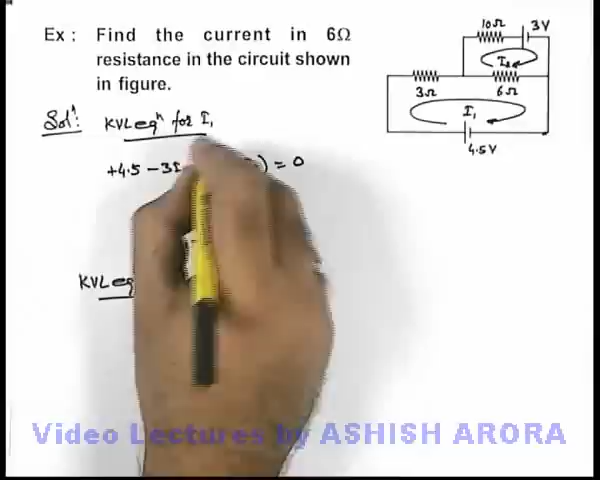 Ex : Find the current in 6Ω
resistance in the circuit shown
in figure.
10Ω 3V
I₂
3Ω 6Ω
I₁
4.5V
Solⁿ KVL eqⁿ for I₁
+4.5 − 3I ) = 0
KVL eq
Video Lectures by ASHISH ARORA